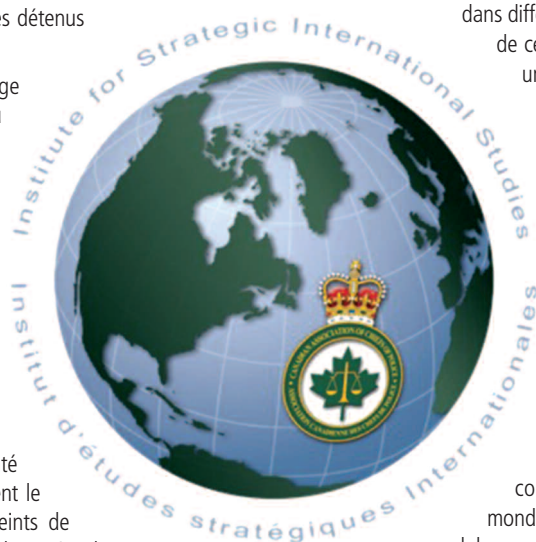 s détenus
ge
té
nt le
eints de
Institute for Strategic International Studies
Institut d'études stratégiques Internationales
CANADIAN ASSOCIATION OF CHIEFS OF POLICE
ASSOCIATION CANADIENNE DES CHEFS DE POLICE
dans diff
de ce
un
co
mond